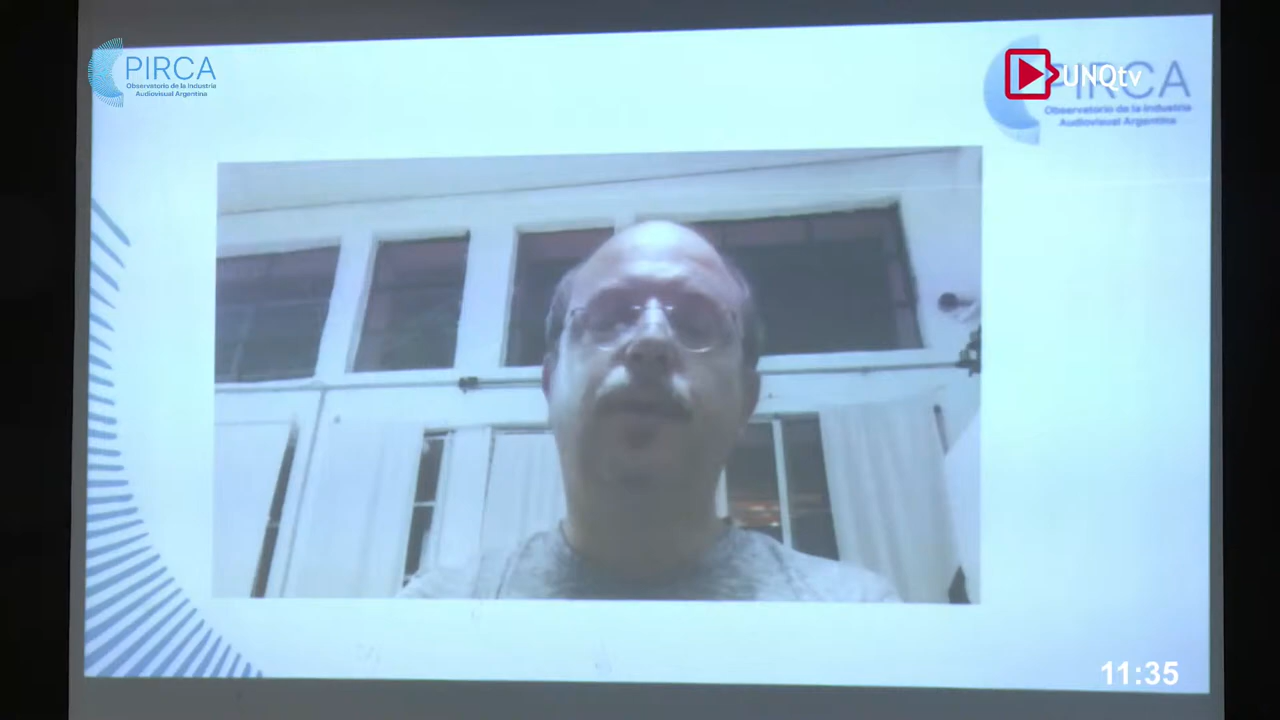 PIRCA
Observatorio de la Industria
Audiovisual Argentina
UNQtv
PIRCA
Observatorio de la Industria
Audiovisual Argentina
11:35